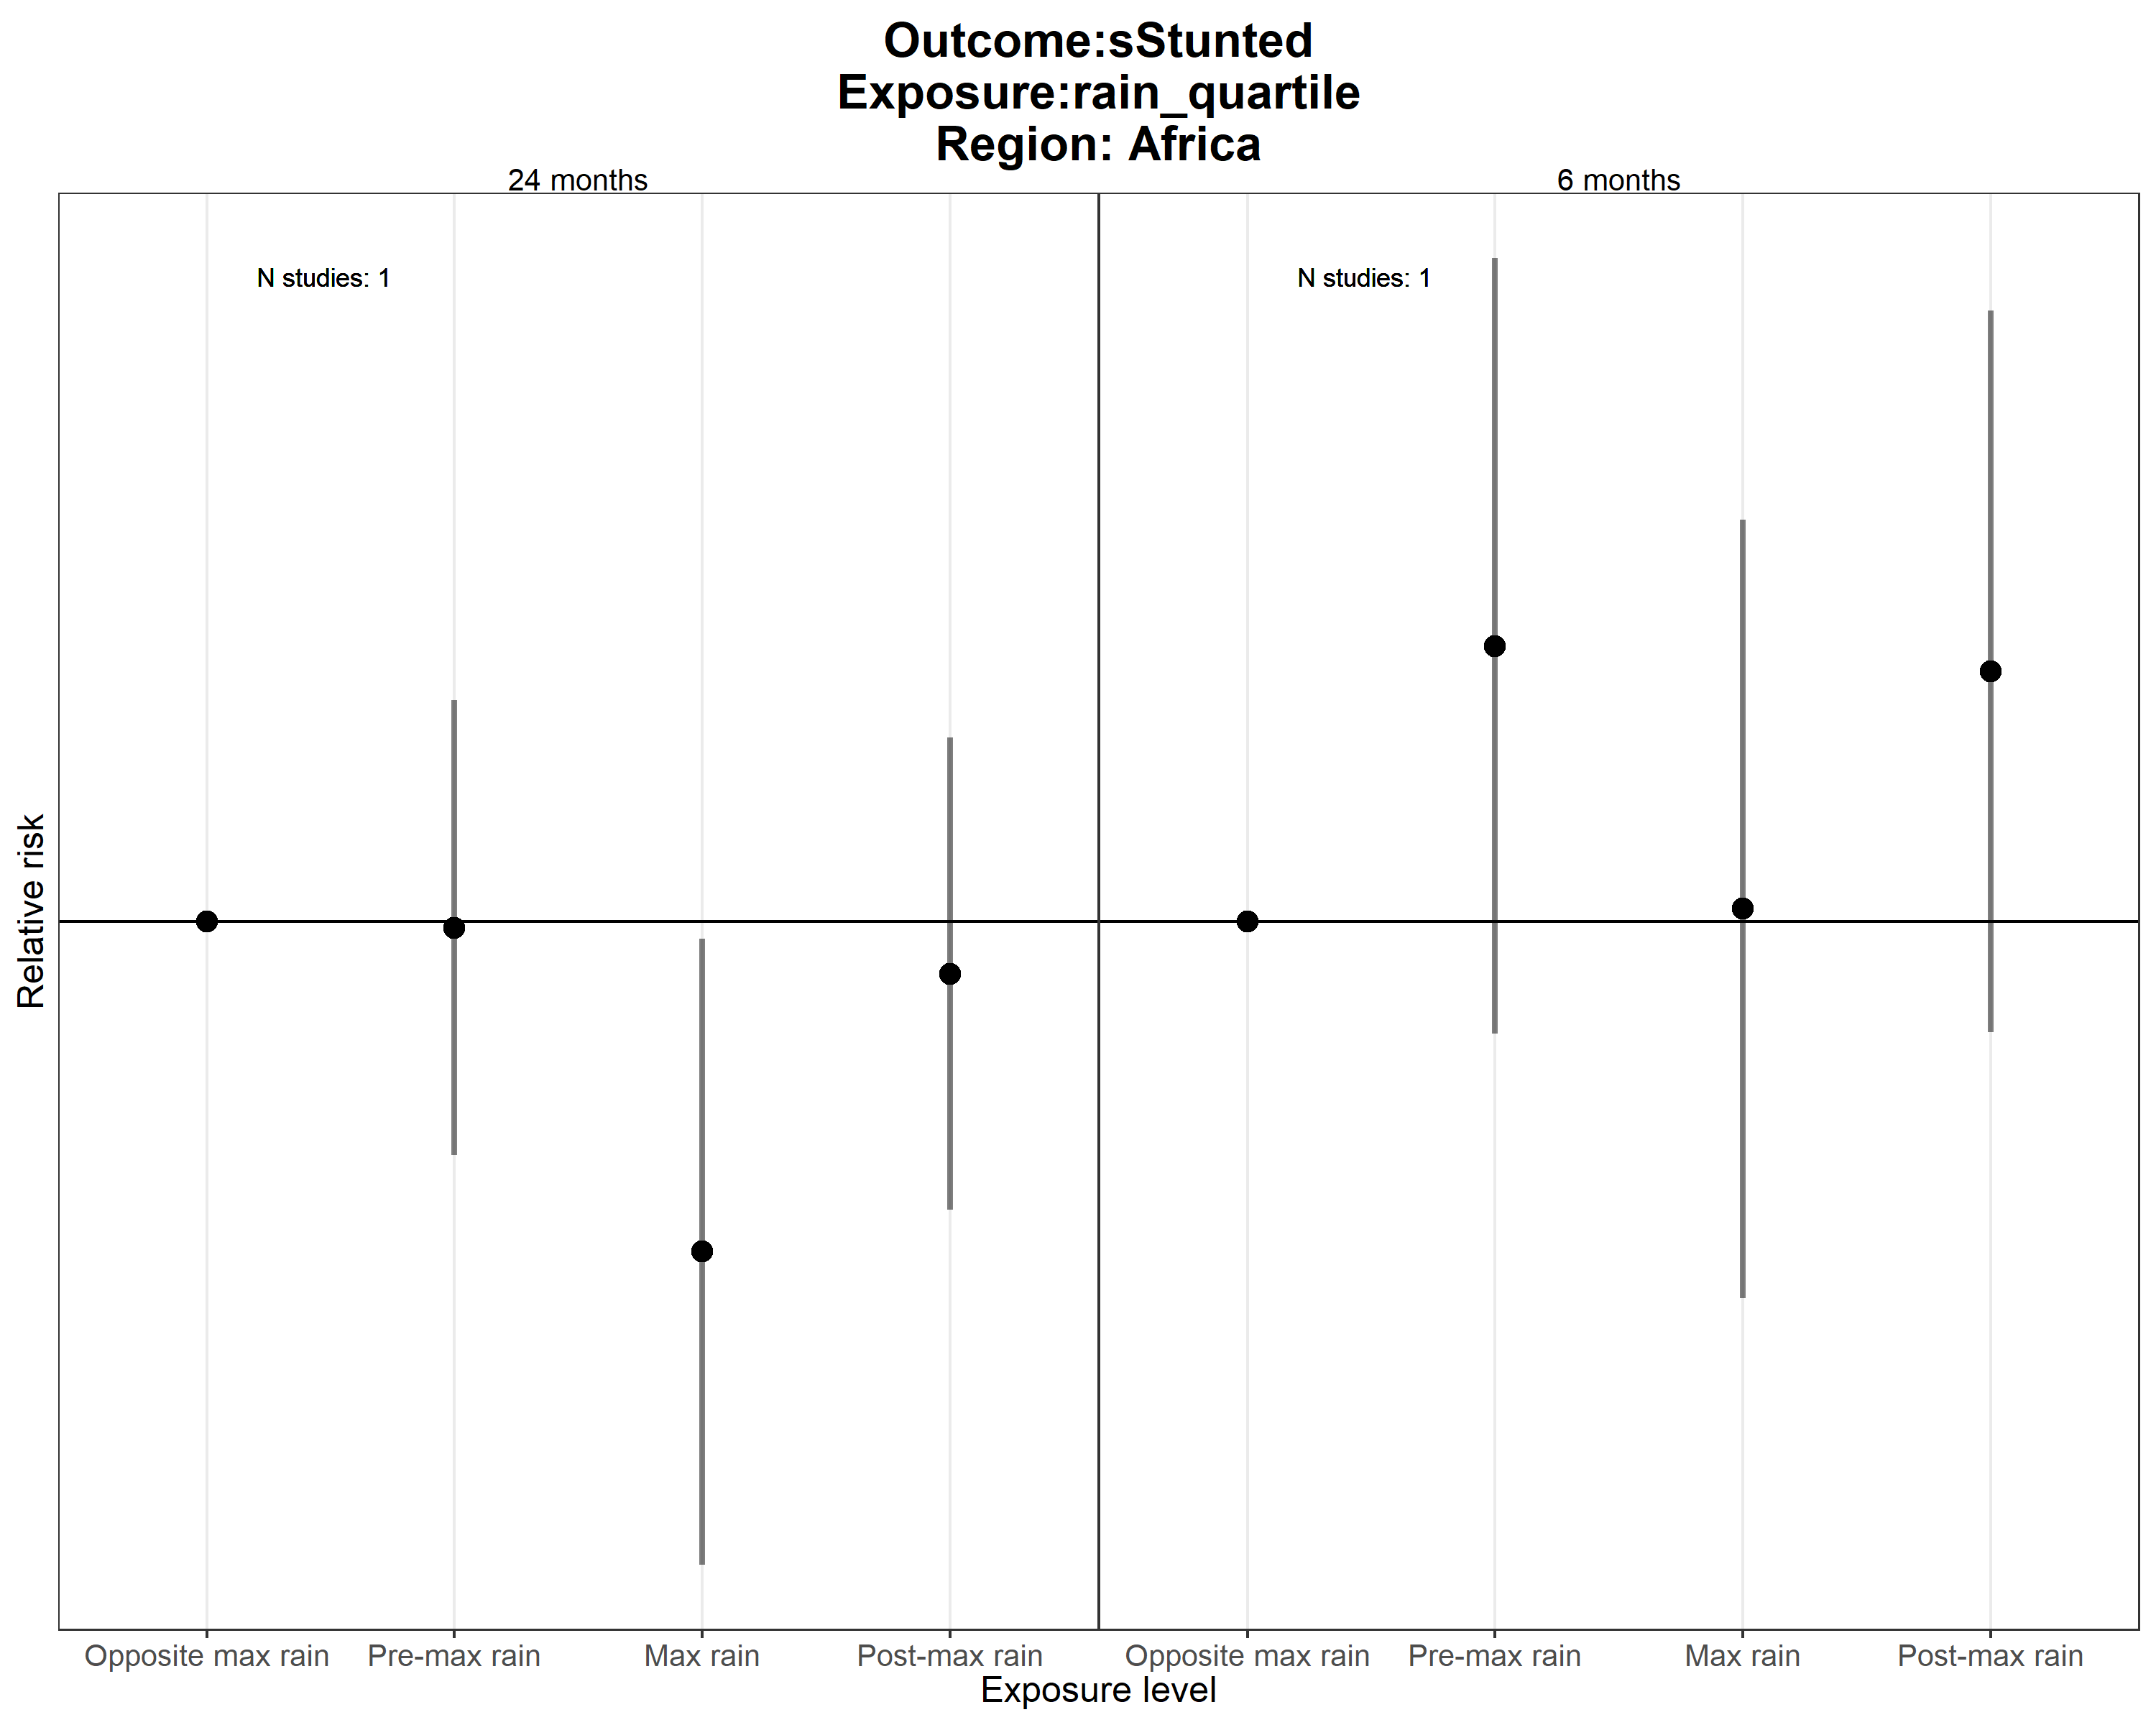 Outcome:sStunted
Exposure:rain_quartile
Region: Africa
24 months
6 months
N studies: 1
N studies: 1
Relative risk
Opposite max rain
Pre-max rain
Max rain
Post-max rain
Opposite max rain
Pre-max rain
Max rain
Post-max rain
Exposure level